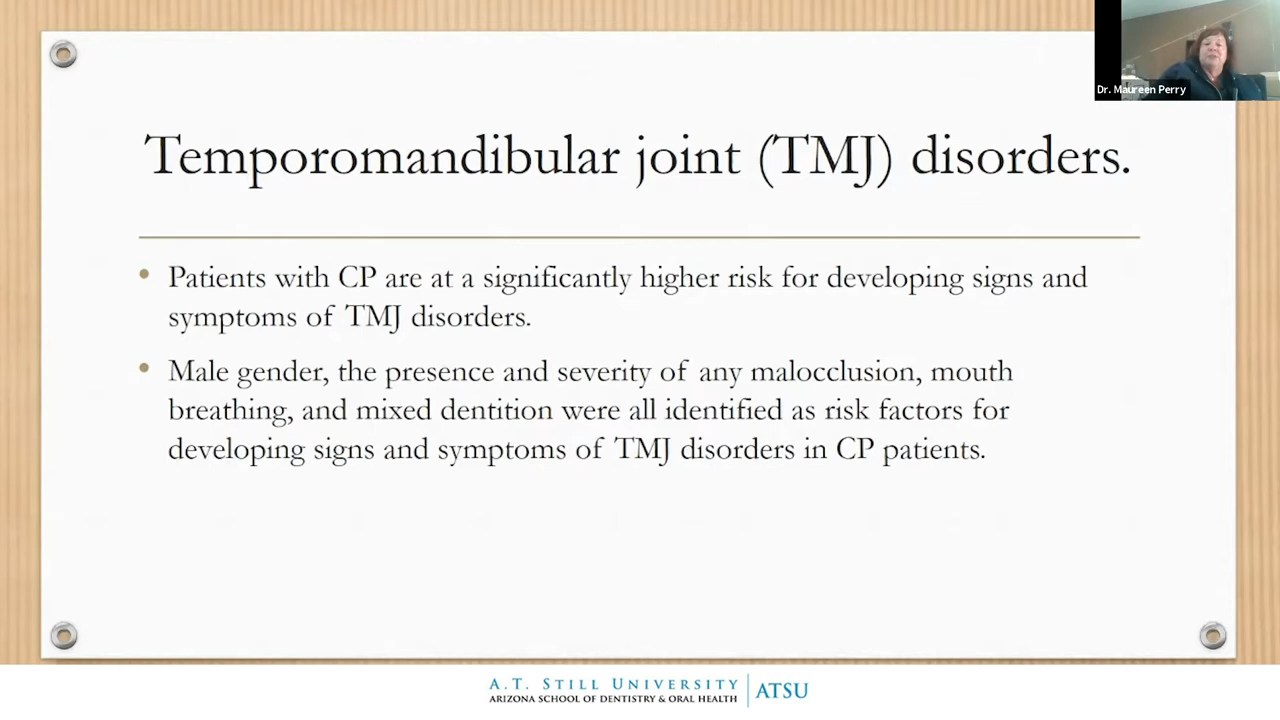 Dr. Maureen Perry
Temporomandibular joint (TMJ) disorders.
• Patients with CP are at a significantly higher risk for developing signs and
symptoms of TMJ disorders.
• Male gender, the presence and severity of any malocclusion, mouth
breathing, and mixed dentition were all identified as risk factors for
developing signs and symptoms of TMJ disorders in CP patients.
A.T. STILL UNIVERSITY
ARIZONA SCHOOL OF DENTISTRY & ORAL HEALTH
ATSU